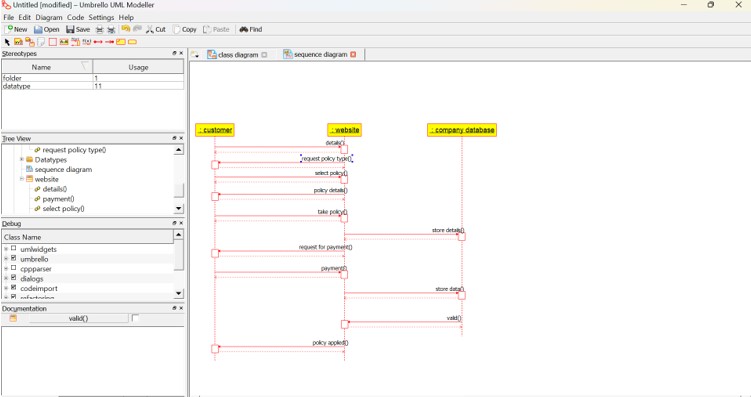 Untitled [modified] – Umbrello UML Modeller
File Edit Diagram Code Settings Help
New Open Save Cut Copy Paste Find
Stereotypes
Name Usage
folder 1
datatype 11
Tree View
request policy type()
Datatypes
sequence diagram
website
details()
payment()
select policy()
Debug
Class Name
umlwidgets
umbrello
cppparser
dialogs
codeimport
refactoring
Documentation
valid()
class diagram sequence diagram
: customer : website : company database
details()
request policy type()
select policy()
policy details()
take policy()
store details()
request for payment()
payment()
store data()
valid()
policy applied()